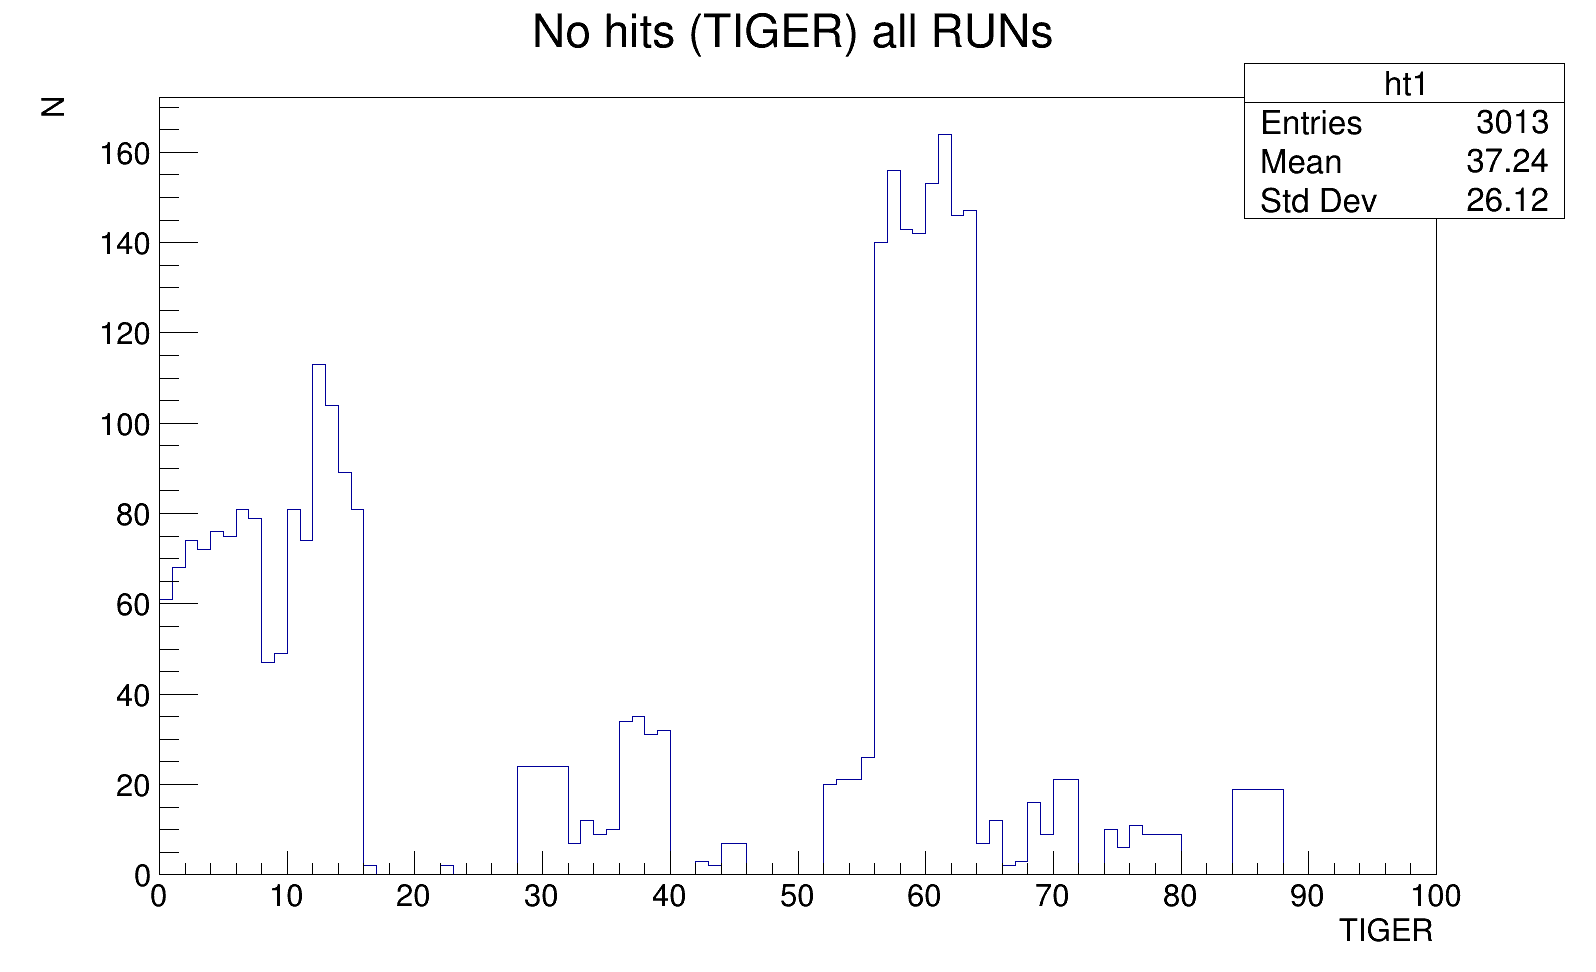 No hits (TIGER) all RUNs
ht1
Entries 3013
Mean 37.24
Std Dev 26.12
N
160
140
120
100
80
60
40
20
0
0 10 20 30 40 50 60 70 80 90 100
TIGER